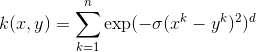 k(x, y) = \sum_{k=1}^{n} \exp(-\sigma(x^k - y^k)^2)^d